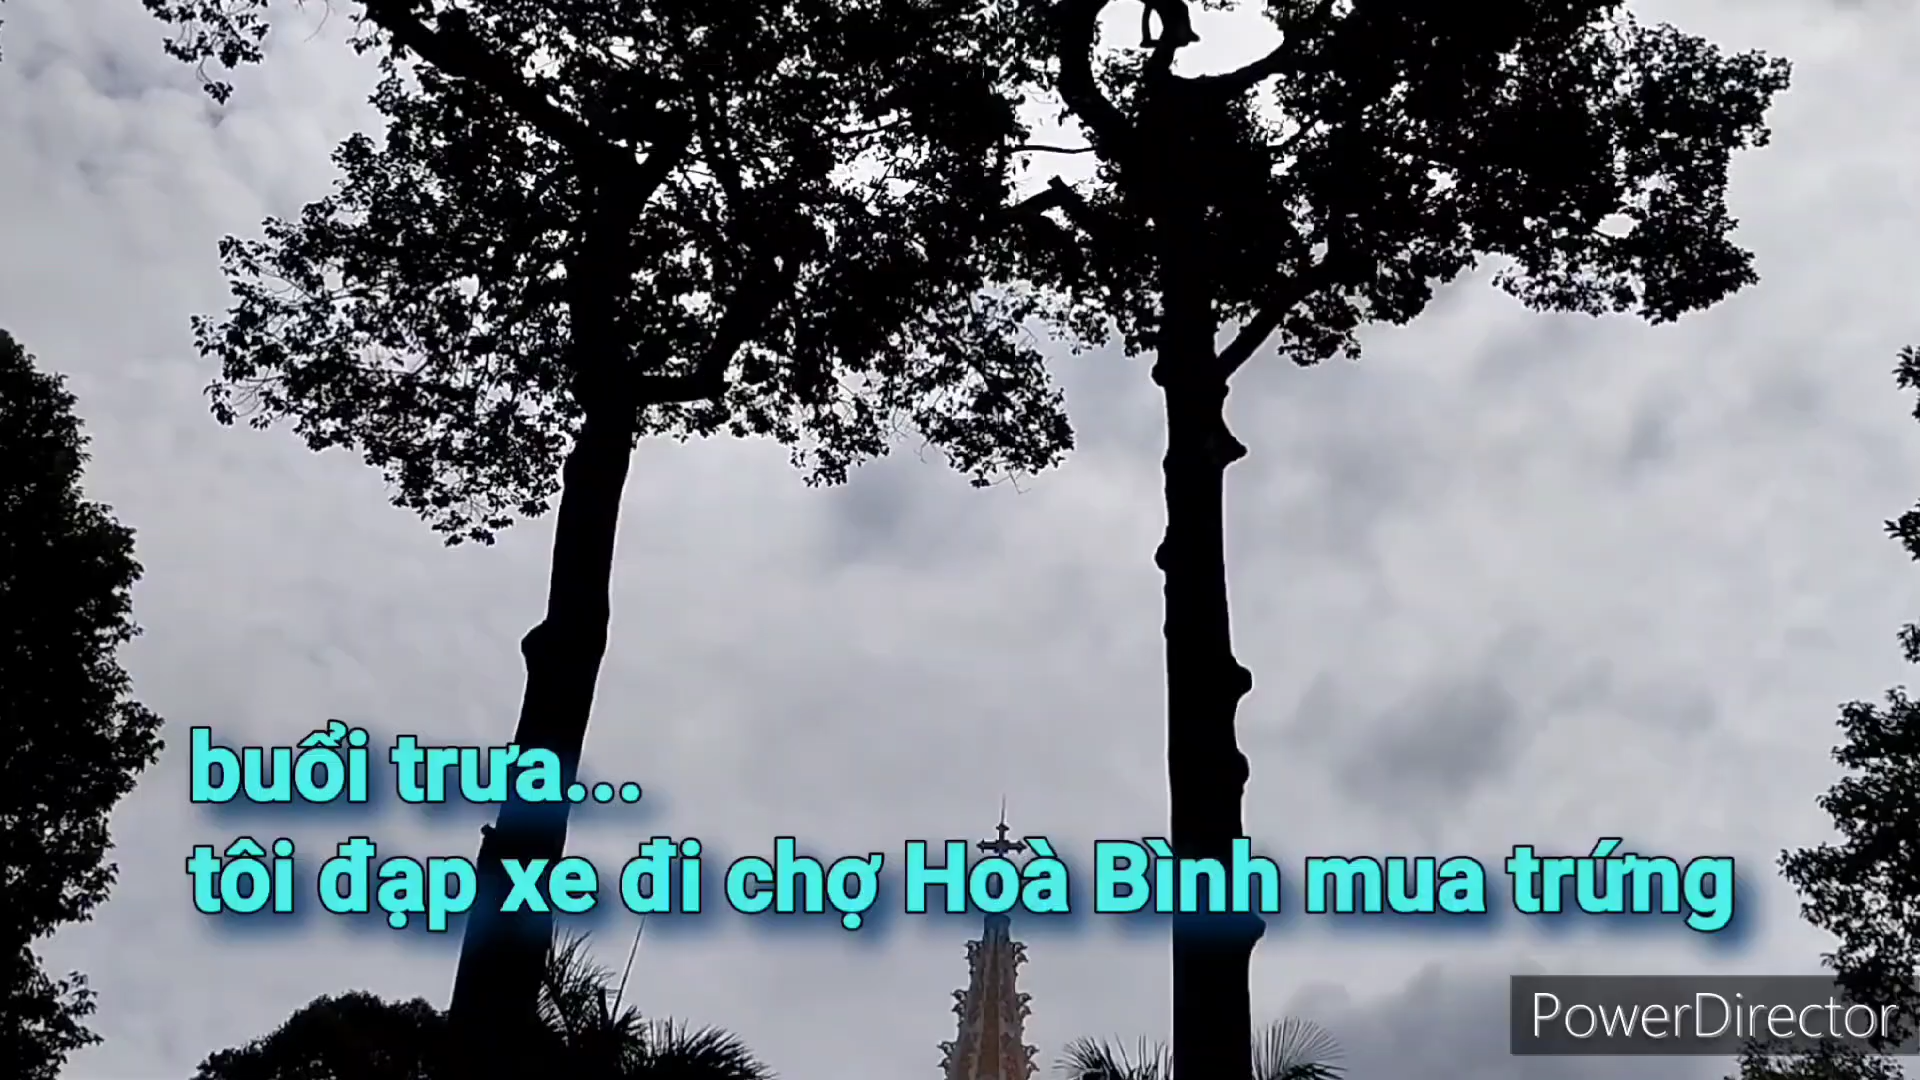 buổi trưa...
tôi đạp xe đi chợ Hoà Bình mua trứng
PowerDirector